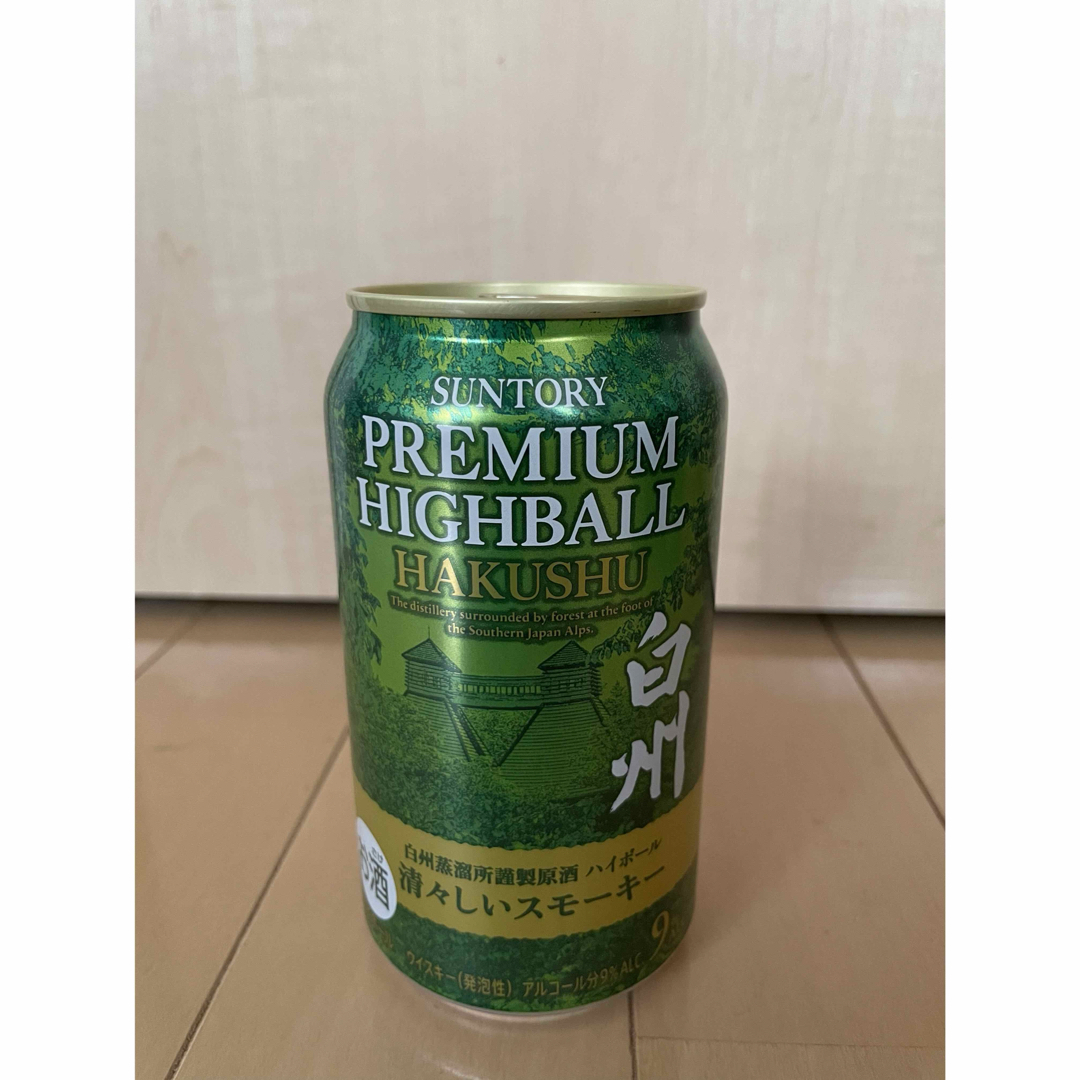 SUNTORY
PREMIUM
HIGHBALL
HAKUSHU
The distillery surrounded by forest at the foot of
the Southern Japan Alps.
白州
白州蒸溜所謹製原酒 ハイボール
清々しいスモーキー
お酒
9%
ウイスキー(発泡性) アルコール分9% ALC